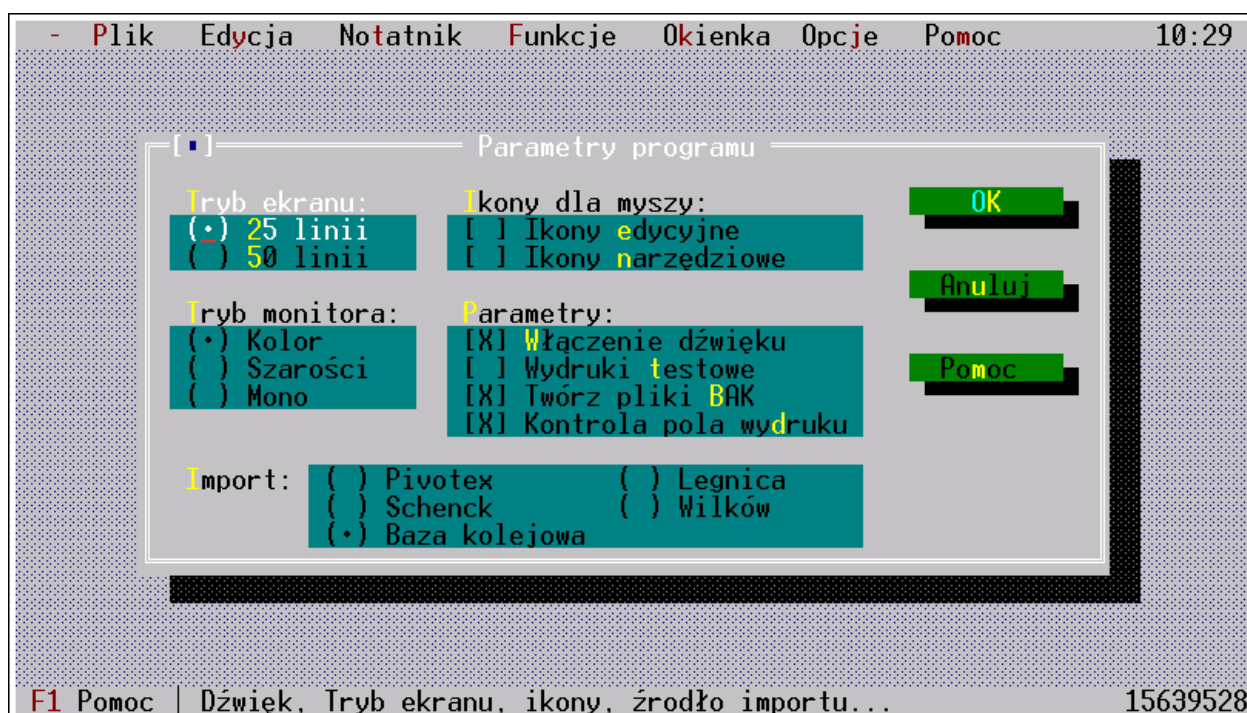 - Plik Edycja Notatnik Funkcje Okienka Opcje Pomoc 10:29
[▪] Parametry programu
Tryb ekranu:
(•) 25 linii
( ) 50 linii
Ikony dla myszy:
[ ] Ikony edycyjne
[ ] Ikony narzędziowe
OK
Anuluj
Pomoc
Tryb monitora:
(•) Kolor
( ) Szarości
( ) Mono
Parametry:
[X] Włączenie dźwięku
[ ] Wydruki testowe
[X] Twórz pliki BAK
[X] Kontrola pola wydruku
Import:
( ) Pivotex ( ) Legnica
( ) Schenck ( ) Wilków
(•) Baza kolejowa
F1 Pomoc | Dźwięk, Tryb ekranu, ikony, źrodło importu... 15639528